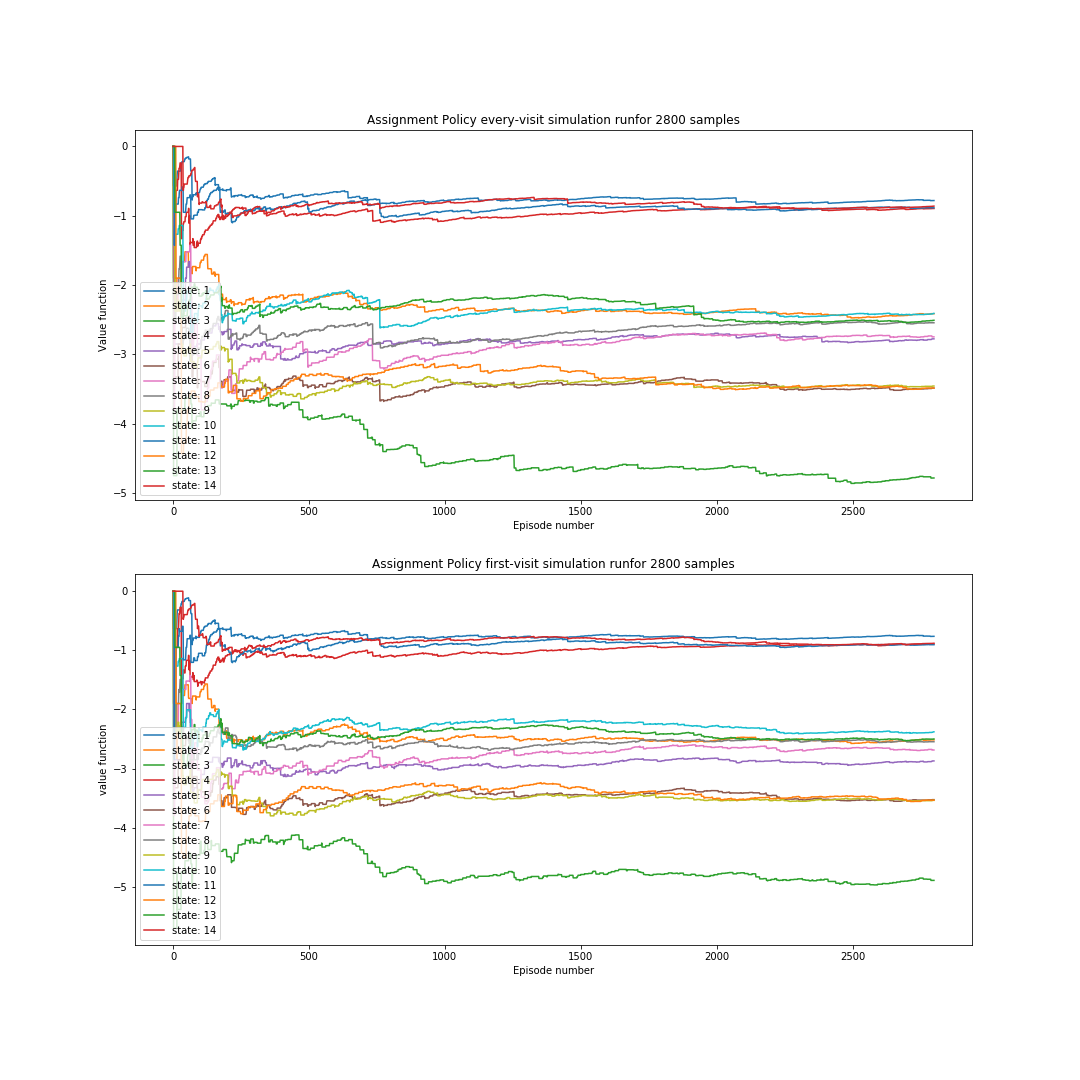 Assignment Policy every-visit simulation runfor 2800 samples
0
−1
−2
−3
−4
−5
Value function
state: 1
state: 2
state: 3
state: 4
state: 5
state: 6
state: 7
state: 8
state: 9
state: 10
state: 11
state: 12
state: 13
state: 14
0 500 1000 1500 2000 2500
Episode number
Assignment Policy first-visit simulation runfor 2800 samples
0
−1
−2
−3
−4
−5
value function
state: 1
state: 2
state: 3
state: 4
state: 5
state: 6
state: 7
state: 8
state: 9
state: 10
state: 11
state: 12
state: 13
state: 14
0 500 1000 1500 2000 2500
Episode number